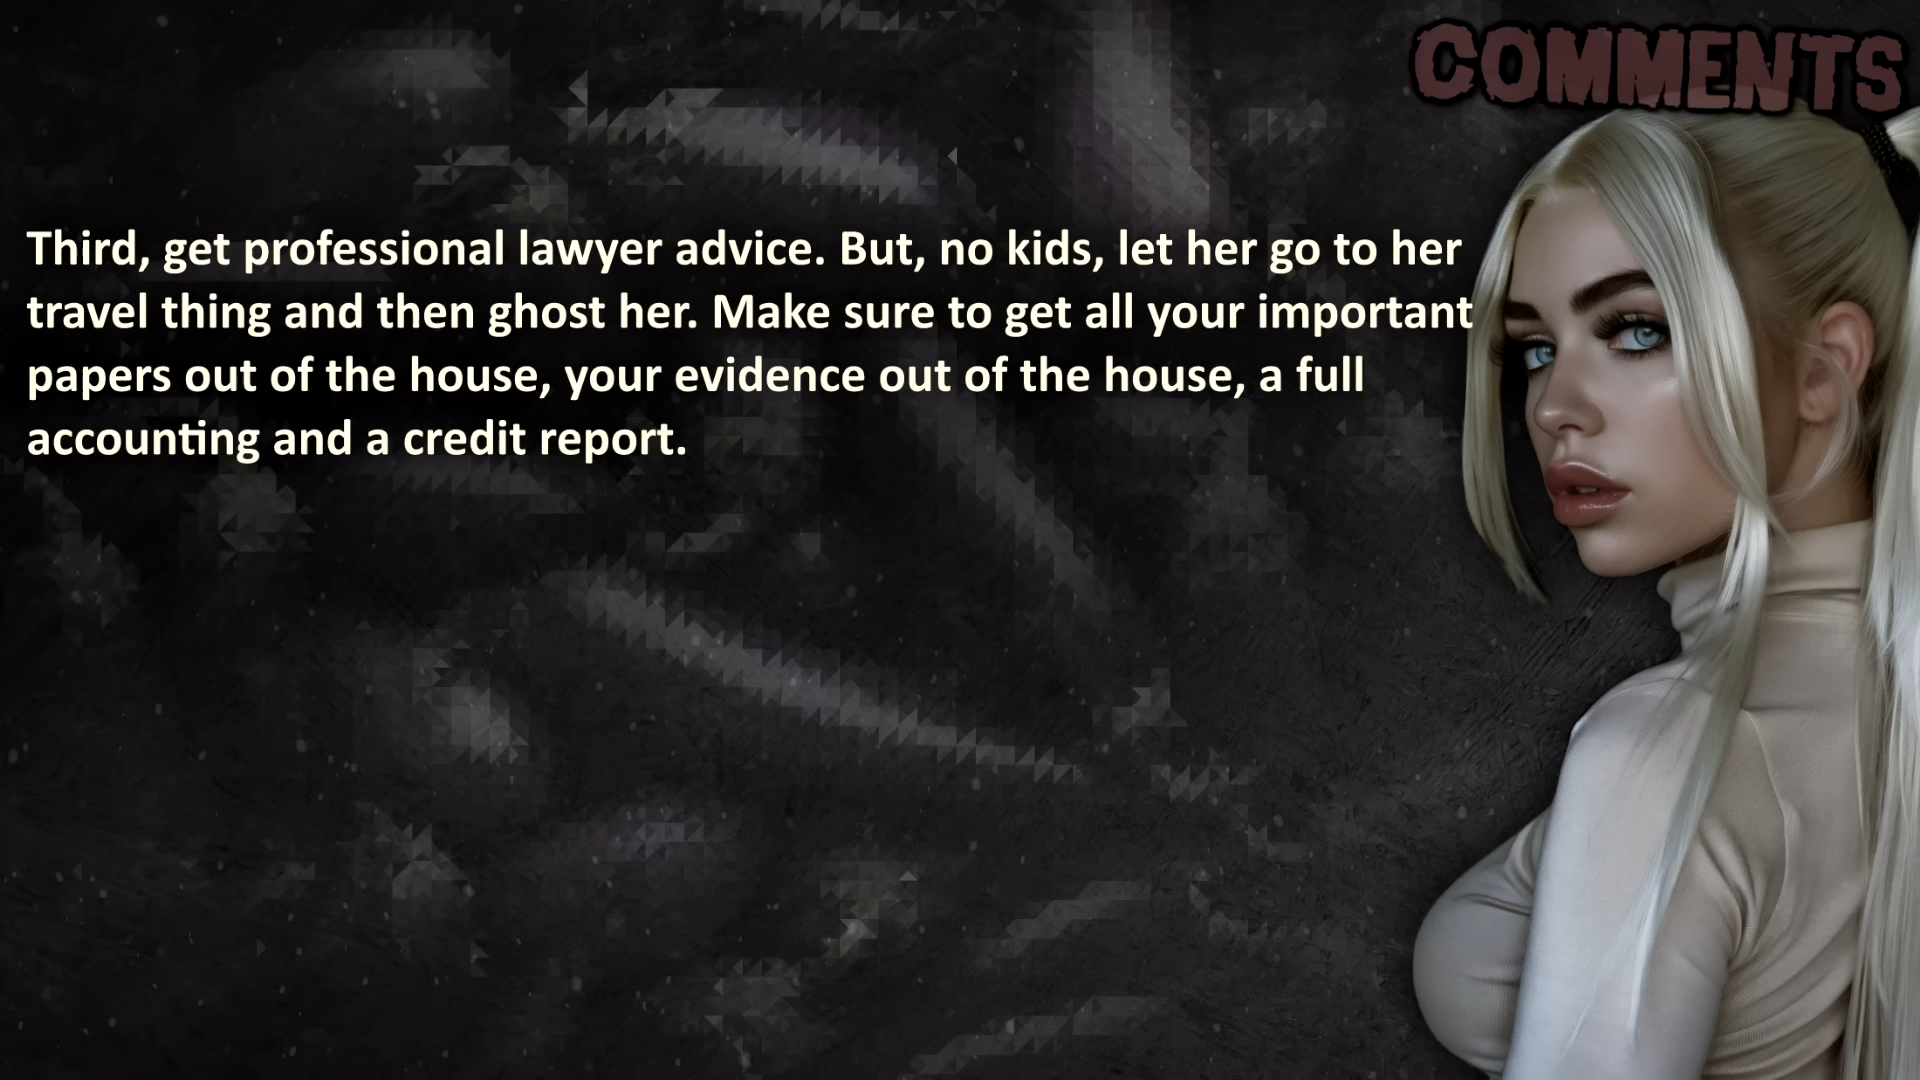 COMMENTS
Third, get professional lawyer advice. But, no kids, let her go to her
travel thing and then ghost her. Make sure to get all your important
papers out of the house, your evidence out of the house, a full
accounting and a credit report.